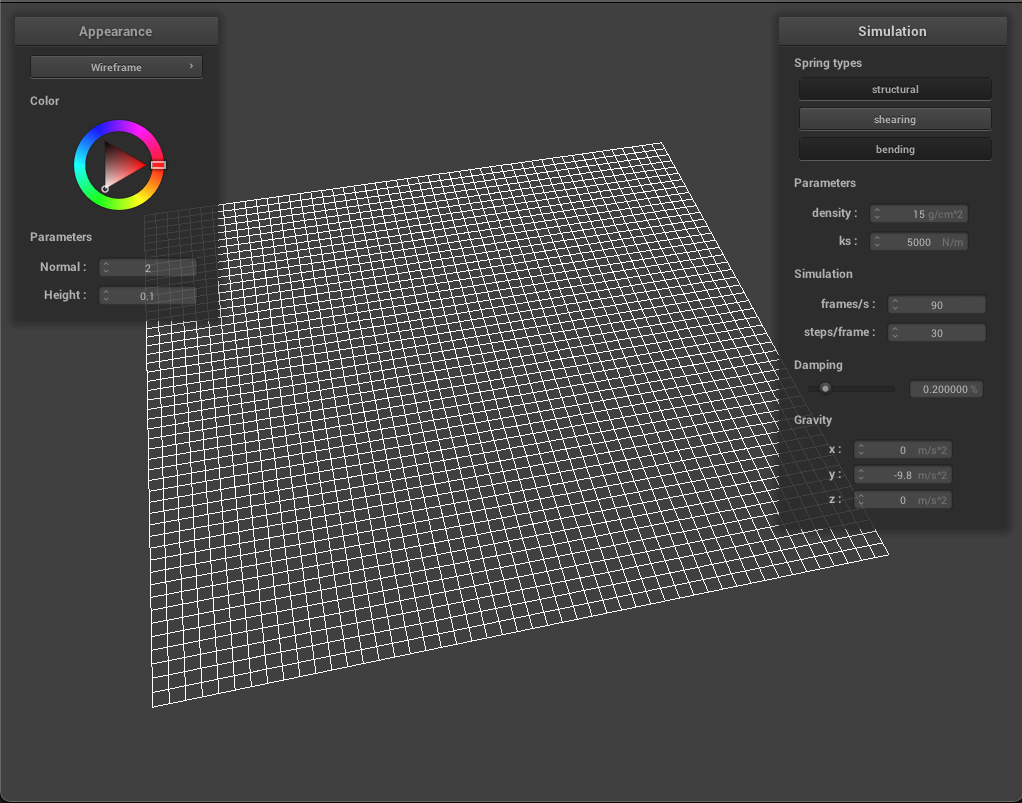 Appearance
Wireframe ›
Color
Parameters
Normal : 2
Height : 0.1
Simulation
Spring types
structural
shearing
bending
Parameters
density : 15 g/cm^2
ks : 5000 N/m
Simulation
frames/s : 90
steps/frame : 30
Damping
0.200000 %
Gravity
x : 0 m/s^2
y : -9.8 m/s^2
z : 0 m/s^2